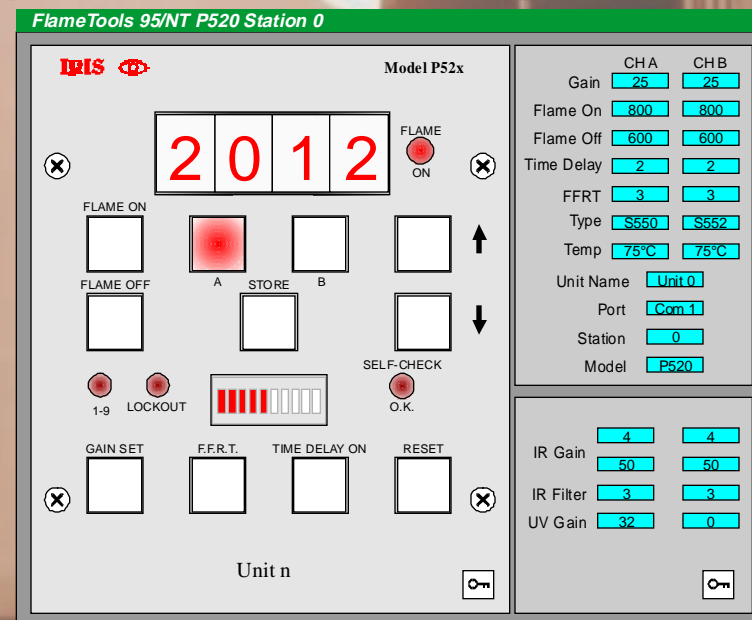 FlameTools 95/NT P520 Station 0
IRIS
Model P52x
2012
FLAME
ON
FLAME ON
A
B
FLAME OFF
STORE
1-9
LOCKOUT
SELF-CHECK
O.K.
GAIN SET
F.F.R.T.
TIME DELAY ON
RESET
Unit n
CH A CH B
Gain 25 25
Flame On 800 800
Flame Off 600 600
Time Delay 2 2
FFRT 3 3
Type S550 S552
Temp 75°C 75°C
Unit Name Unit 0
Port Com 1
Station 0
Model P520
4 4
IR Gain
50 50
IR Filter 3 3
UV Gain 32 0